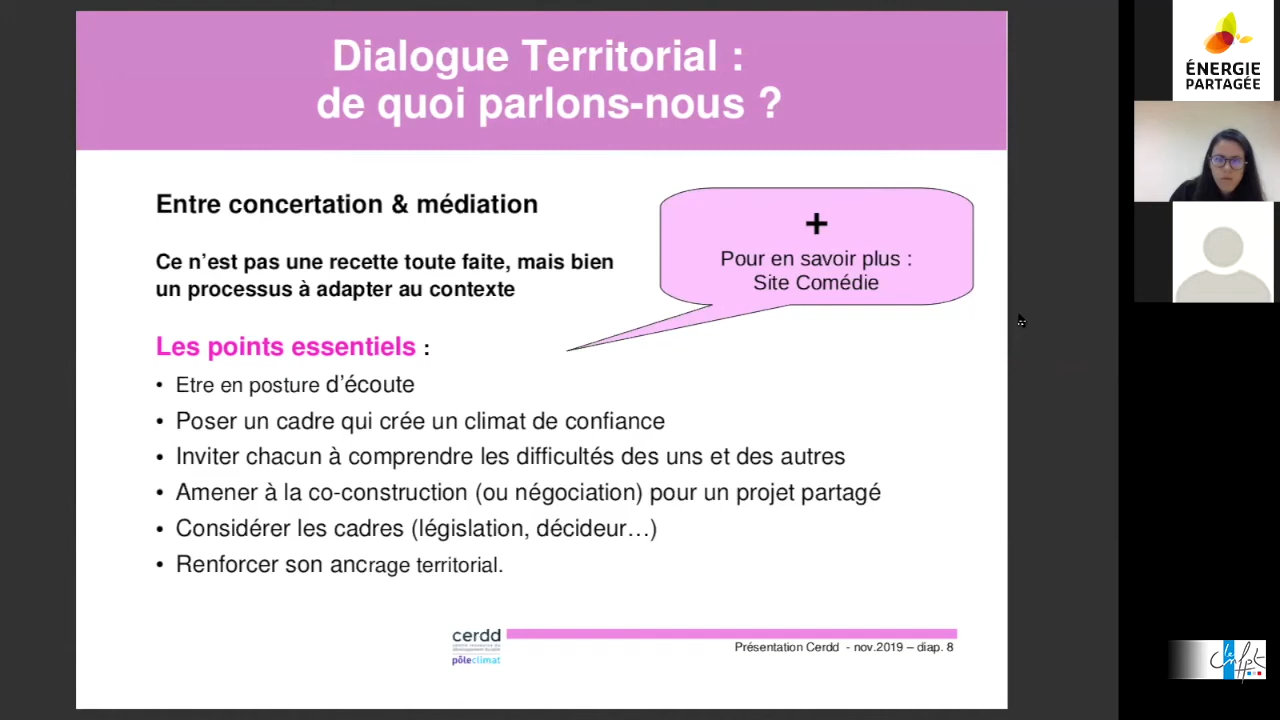 Dialogue Territorial :
de quoi parlons-nous ?
Entre concertation & médiation
Ce n’est pas une recette toute faite, mais bien
un processus à adapter au contexte
+
Pour en savoir plus :
Site Comédie
Les points essentiels :
• Etre en posture d’écoute
• Poser un cadre qui crée un climat de confiance
• Inviter chacun à comprendre les difficultés des uns et des autres
• Amener à la co-construction (ou négociation) pour un projet partagé
• Considérer les cadres (législation, décideur…)
• Renforcer son ancrage territorial.
cerdd
pôleclimat
Présentation Cerdd - nov.2019 – diap. 8
ÉNERGIE
PARTAGÉE
le cnfpt